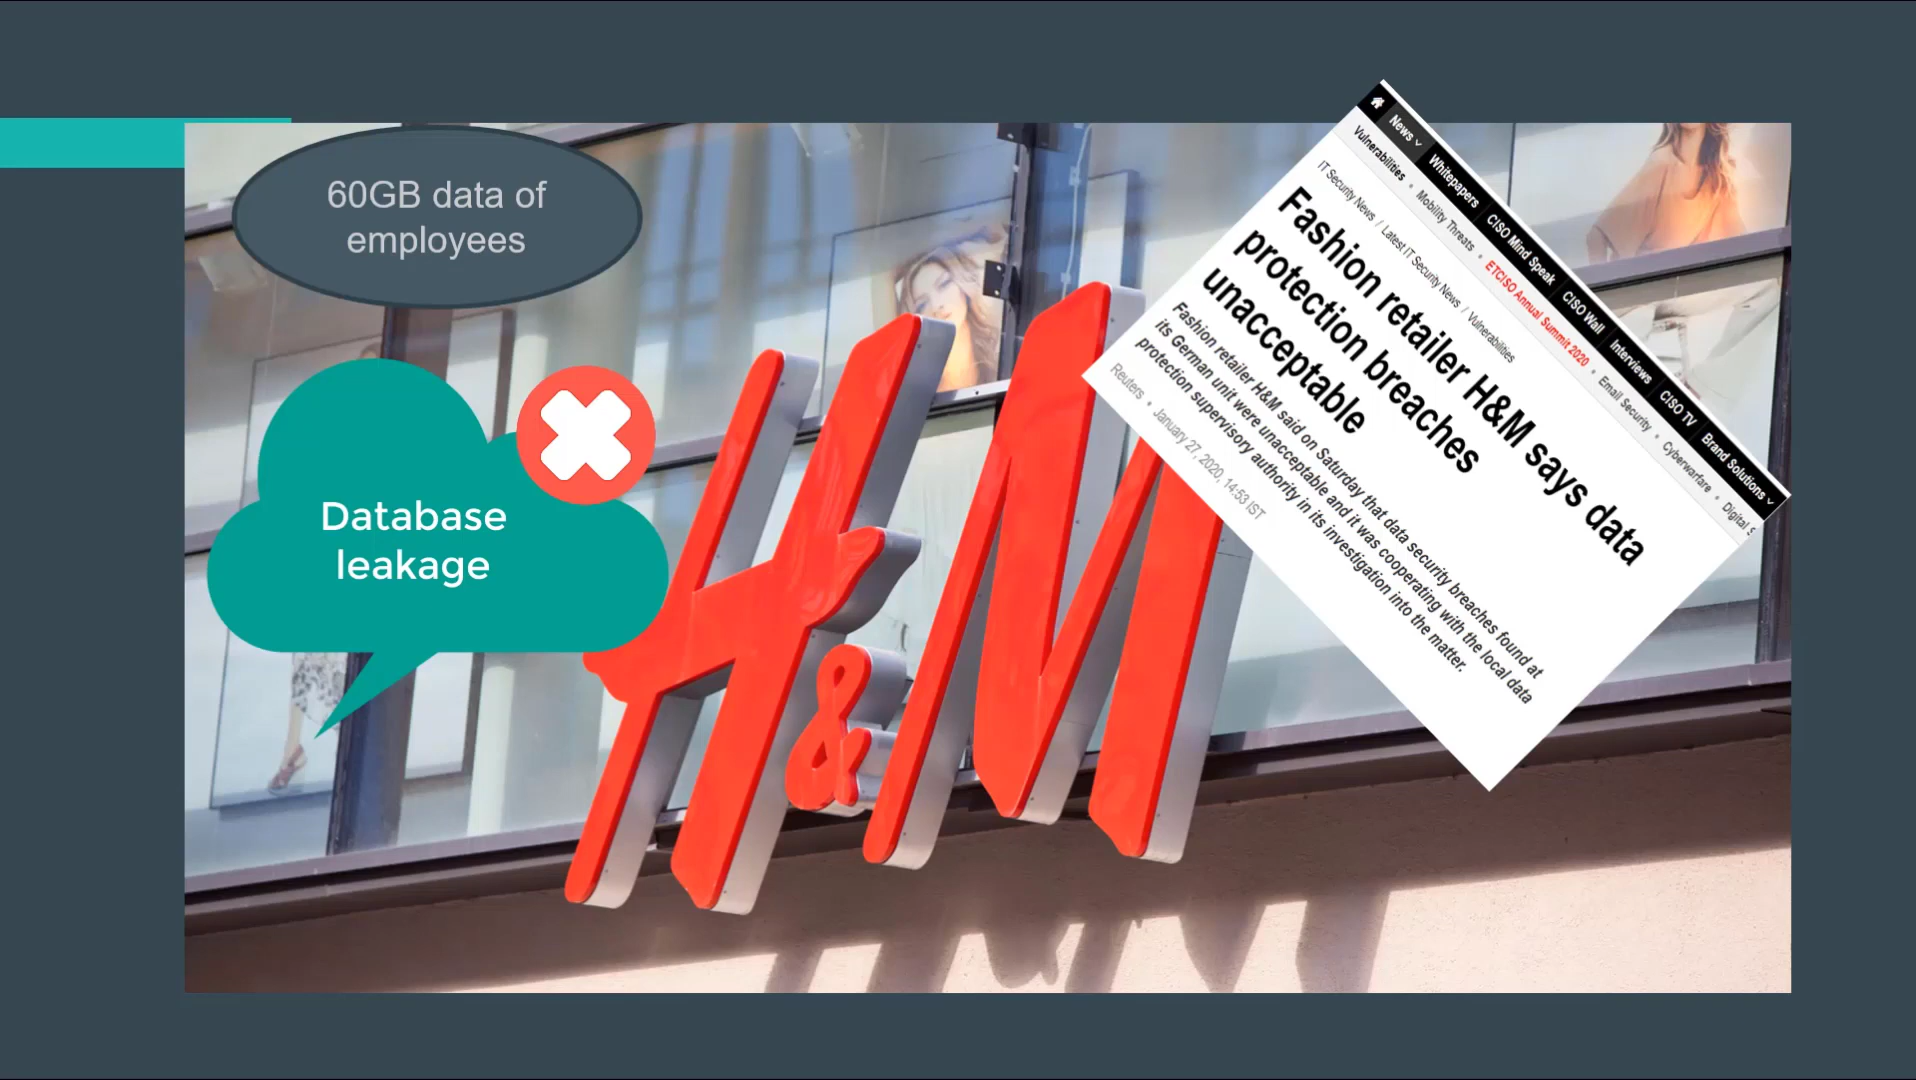 60GB data of
employees
Database
leakage
H&M
News
Whitepapers
CISO Mind Speak
CISO Wall
Interviews
CISO TV
Brand Solutions
Vulnerabilities • Mobility Threats • ETCISO Annual Summit 2020 • Email Security • Cyberwarfare • Digital S
IT Security News / Latest IT Security News / Vulnerabilities
Fashion retailer H&M says data
protection breaches
unacceptable
Fashion retailer H&M said on Saturday that data security breaches found at
its German unit were unacceptable and it was cooperating with the local data
protection supervisory authority in its investigation into the matter.
Reuters • January 27, 2020, 14:53 IST